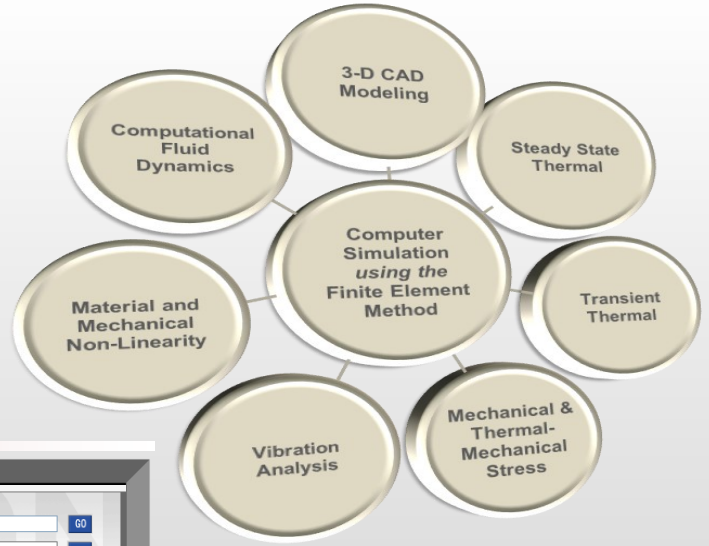 3-D CAD
Modeling
Computational
Fluid
Dynamics
Steady State
Thermal
Computer
Simulation
using the
Finite Element
Method
Material and
Mechanical
Non-Linearity
Transient
Thermal
Mechanical &
Thermal-
Mechanical
Stress
Vibration
Analysis
GO